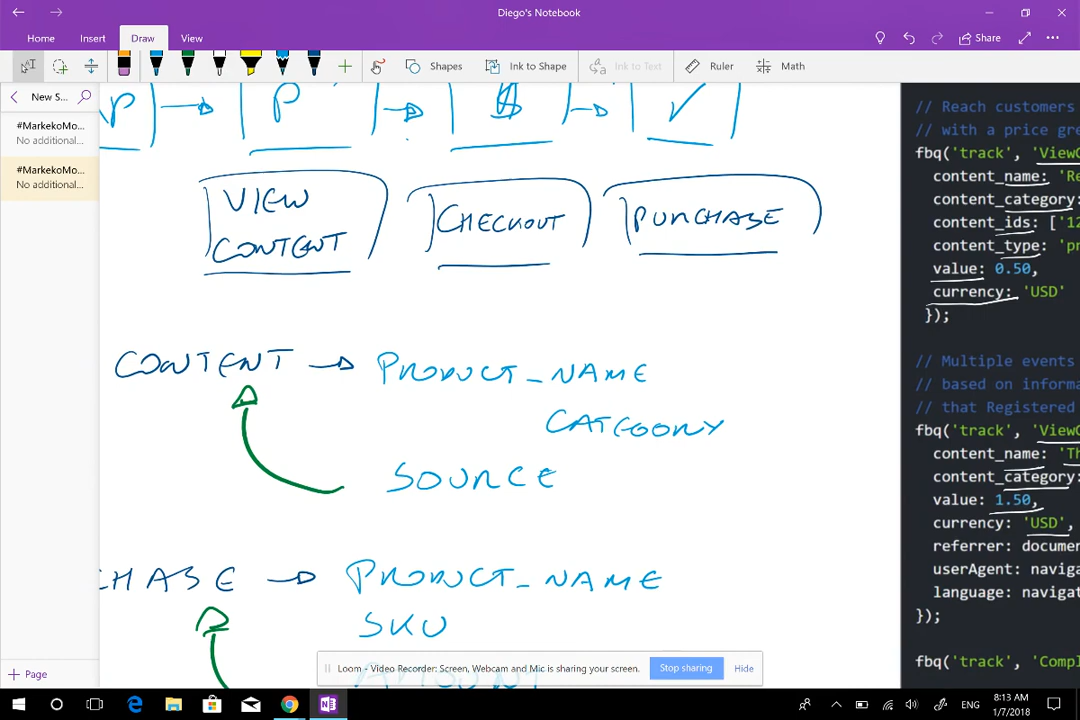 Diego's Notebook
Home Insert Draw View
Share
Shapes Ink to Shape Ink to Text Ruler Math
New S...
#MarkekoMo...
No additional...
#MarkekoMo...
No additional...
P → P → $ → ✓
VIEW
CONTENT
CHECKOUT
PURCHASE
CONTENT → PRODUCT_NAME
CATEGORY
SOURCE
CHASE → PRODUCT_NAME
SKU
AMOUNT
// Reach customers
// with a price gre
fbq('track', 'ViewC
content_name: 'Re
content_category:
content_ids: ['12
content_type: 'pr
value: 0.50,
currency: 'USD'
});
// Multiple events
// based on informa
// that Registered
fbq('track', 'ViewC
content_name: 'Th
content_category:
value: 1.50,
currency: 'USD',
referrer: docume
userAgent: naviga
language: navigat
});
fbq('track', 'Compl
Loom - Video Recorder: Screen, Webcam and Mic is sharing your screen. Stop sharing Hide
+ Page
ENG
8:13 AM
1/7/2018